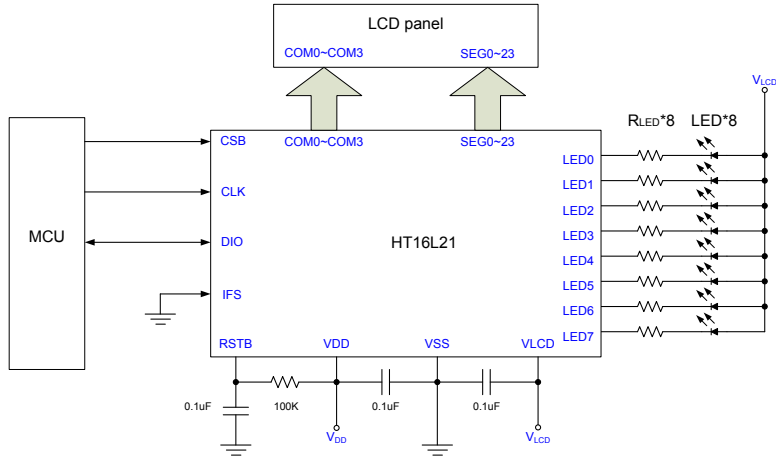 LCD panel
COM0~COM3 SEG0~23
VLCD
RLED*8 LED*8
CSB COM0~COM3 SEG0~23
LED0
CLK LED1
LED2
MCU DIO HT16L21 LED3
LED4
LED5
IFS LED6
LED7
RSTB VDD VSS VLCD
0.1uF 100K 0.1uF 0.1uF
VDD VLCD